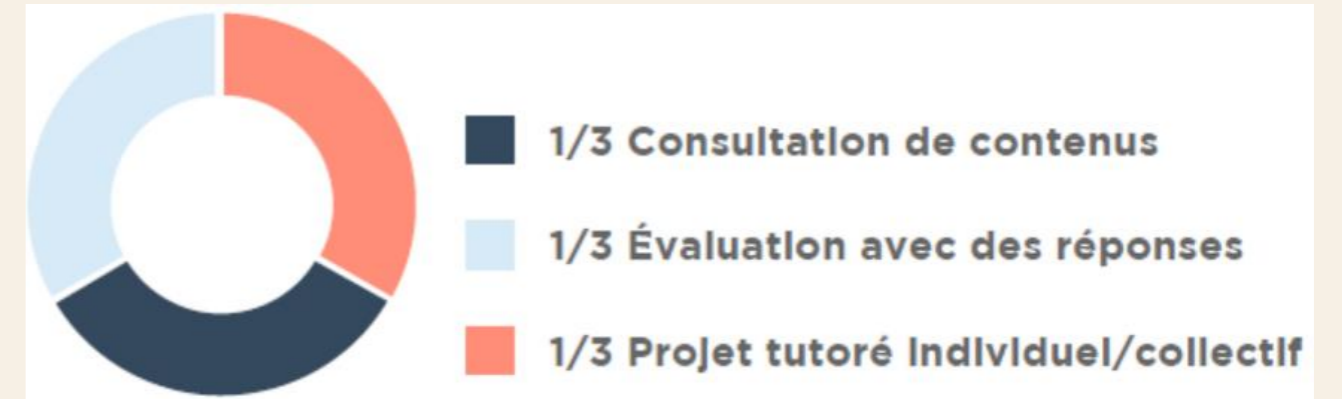 1/3 Consultation de contenus
1/3 Évaluation avec des réponses
1/3 Projet tutoré individuel/collectif